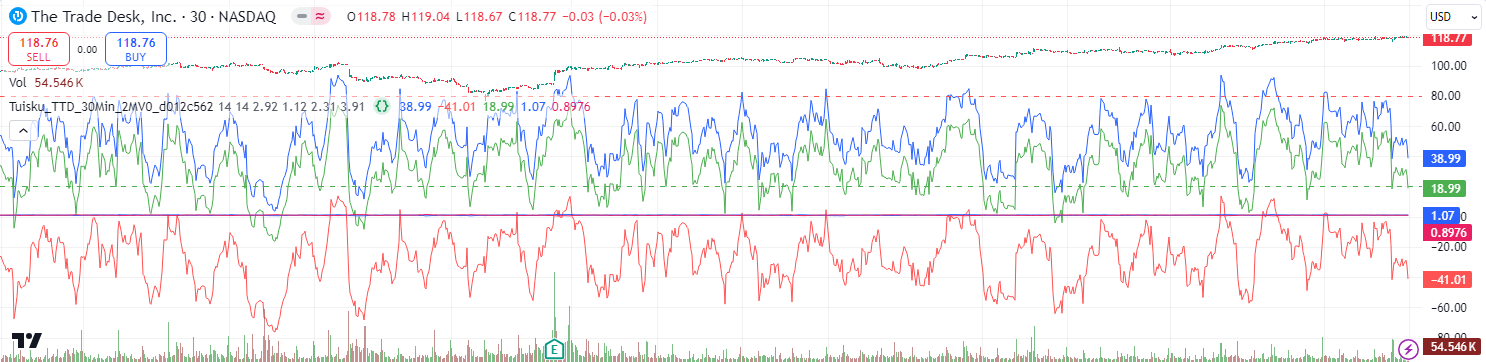 The Trade Desk, Inc. · 30 · NASDAQ O118.78 H119.04 L118.67 C118.77 −0.03 (−0.03%)
USD
118.76 SELL
0.00
118.76 BUY
118.77
Vol 54.546 K
100.00
Tuisku_TTD_30Min_2MV0_d012c562 14 14 2.92 1.12 2.31 3.91 {} 38.99 −41.01 18.99 1.07 0.8976
80.00
60.00
38.99
18.99
1.07
0.8976
−20.00
−41.01
−60.00
−80.00
54.546 K
E